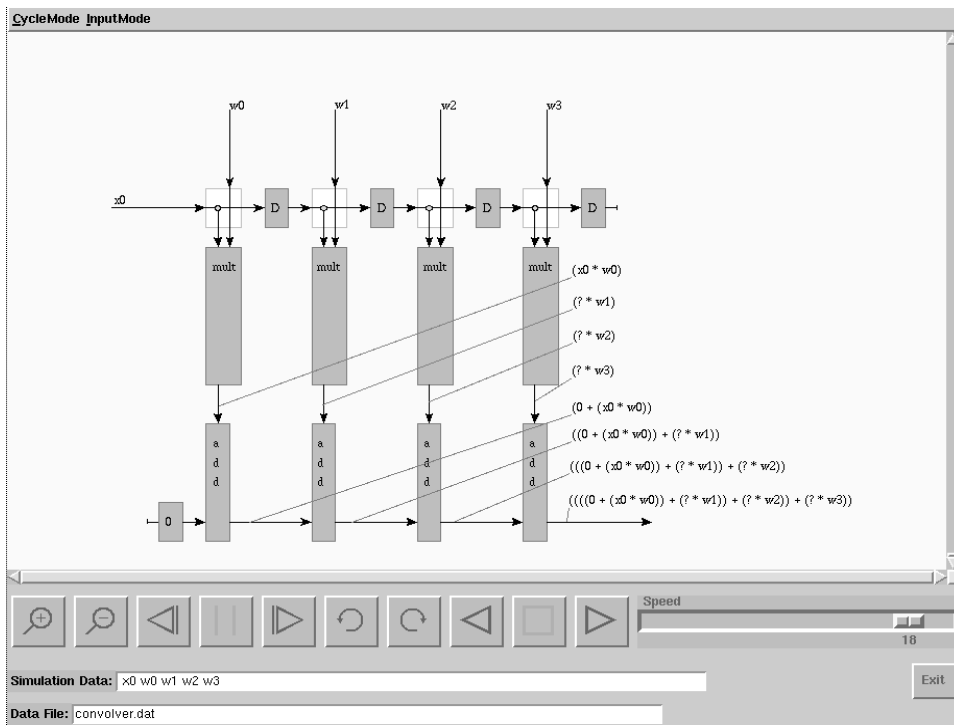 CycleMode InputMode
w0 w1 w2 w3
x0
D D D D
mult mult mult mult
(x0 * w0)
(? * w1)
(? * w2)
(? * w3)
(0 + (x0 * w0))
((0 + (x0 * w0)) + (? * w1))
(((0 + (x0 * w0)) + (? * w1)) + (? * w2))
((((0 + (x0 * w0)) + (? * w1)) + (? * w2)) + (? * w3))
a a a a
d d d d
d d d d
0
Speed
18
Simulation Data: x0 w0 w1 w2 w3
Exit
Data File: convolver.dat